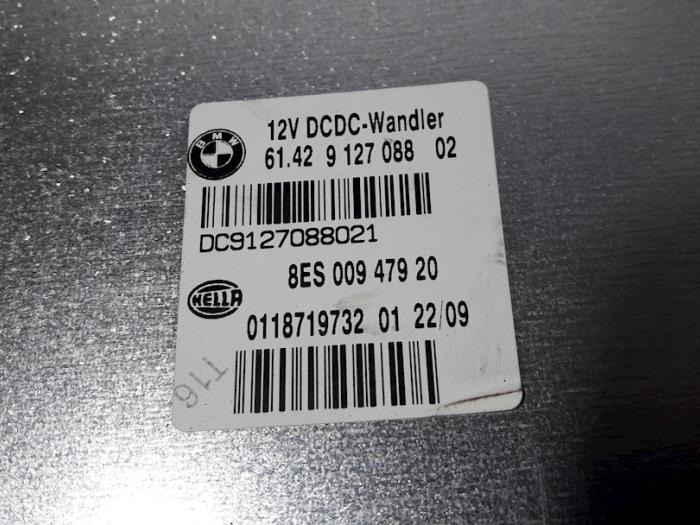 BMW
12V DCDC-Wandler
61.42 9 127 088 02
DC9127088021
8ES 009 479 20
HELLA
0118719732 01 22/09
T16